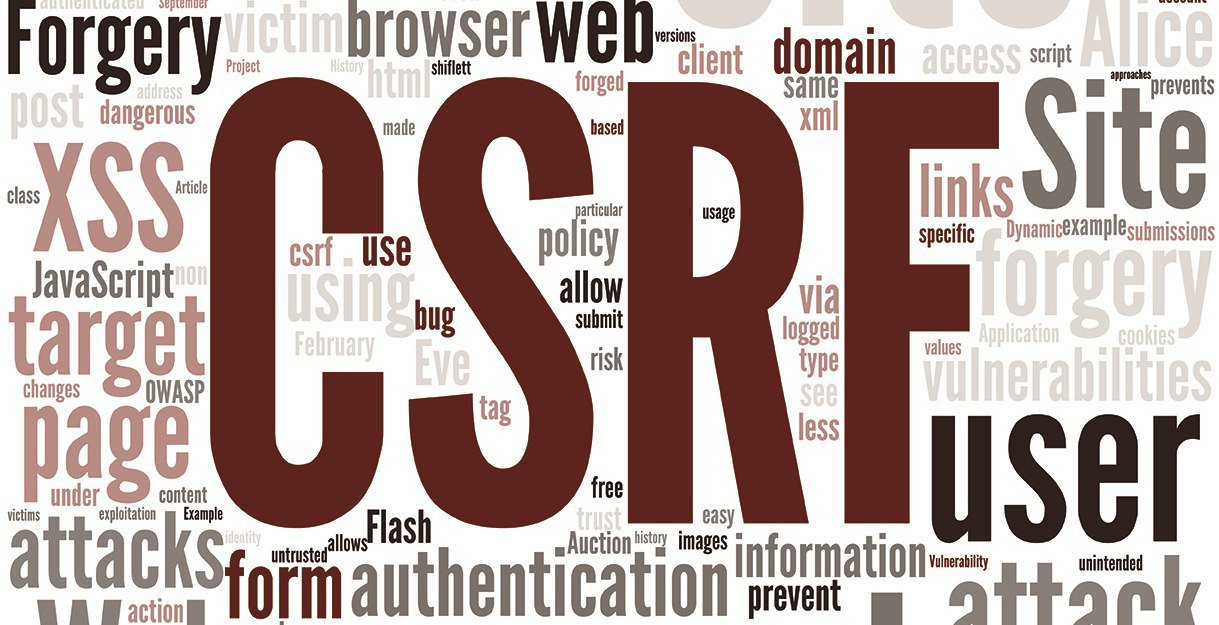 authenticated
September
Forgery
victim
browser
web
versions
Project
History
html
shiflett
client
domain
access
script
Alice
account
post
address
dangerous
forged
same
xml
approaches
prevents
made
based
CSRF
Site
XSS
class
Article
links
particular
usage
policy
specific
Dynamic
example
submissions
csrf
use
JavaScript
non
using
allow
forgery
target
bug
submit
via
logged
February
Eve
risk
type
values
Application
cookies
changes
OWASP
see
vulnerabilities
page
tag
less
user
under
content
free
victims
exploitation
Example
attacks
Flash
trust
easy
identity
untrusted
allows
Auction
history
images
information
Vulnerability
unintended
form
authentication
prevent
attack
action